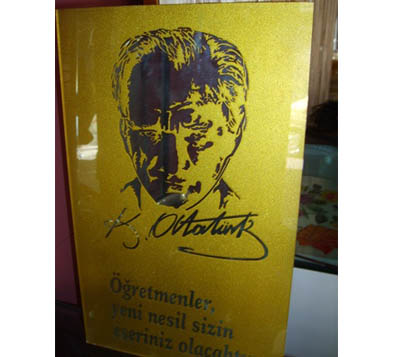 K. Atatürk
Öğretmenler,
yeni nesil sizin
eseriniz olacaktı